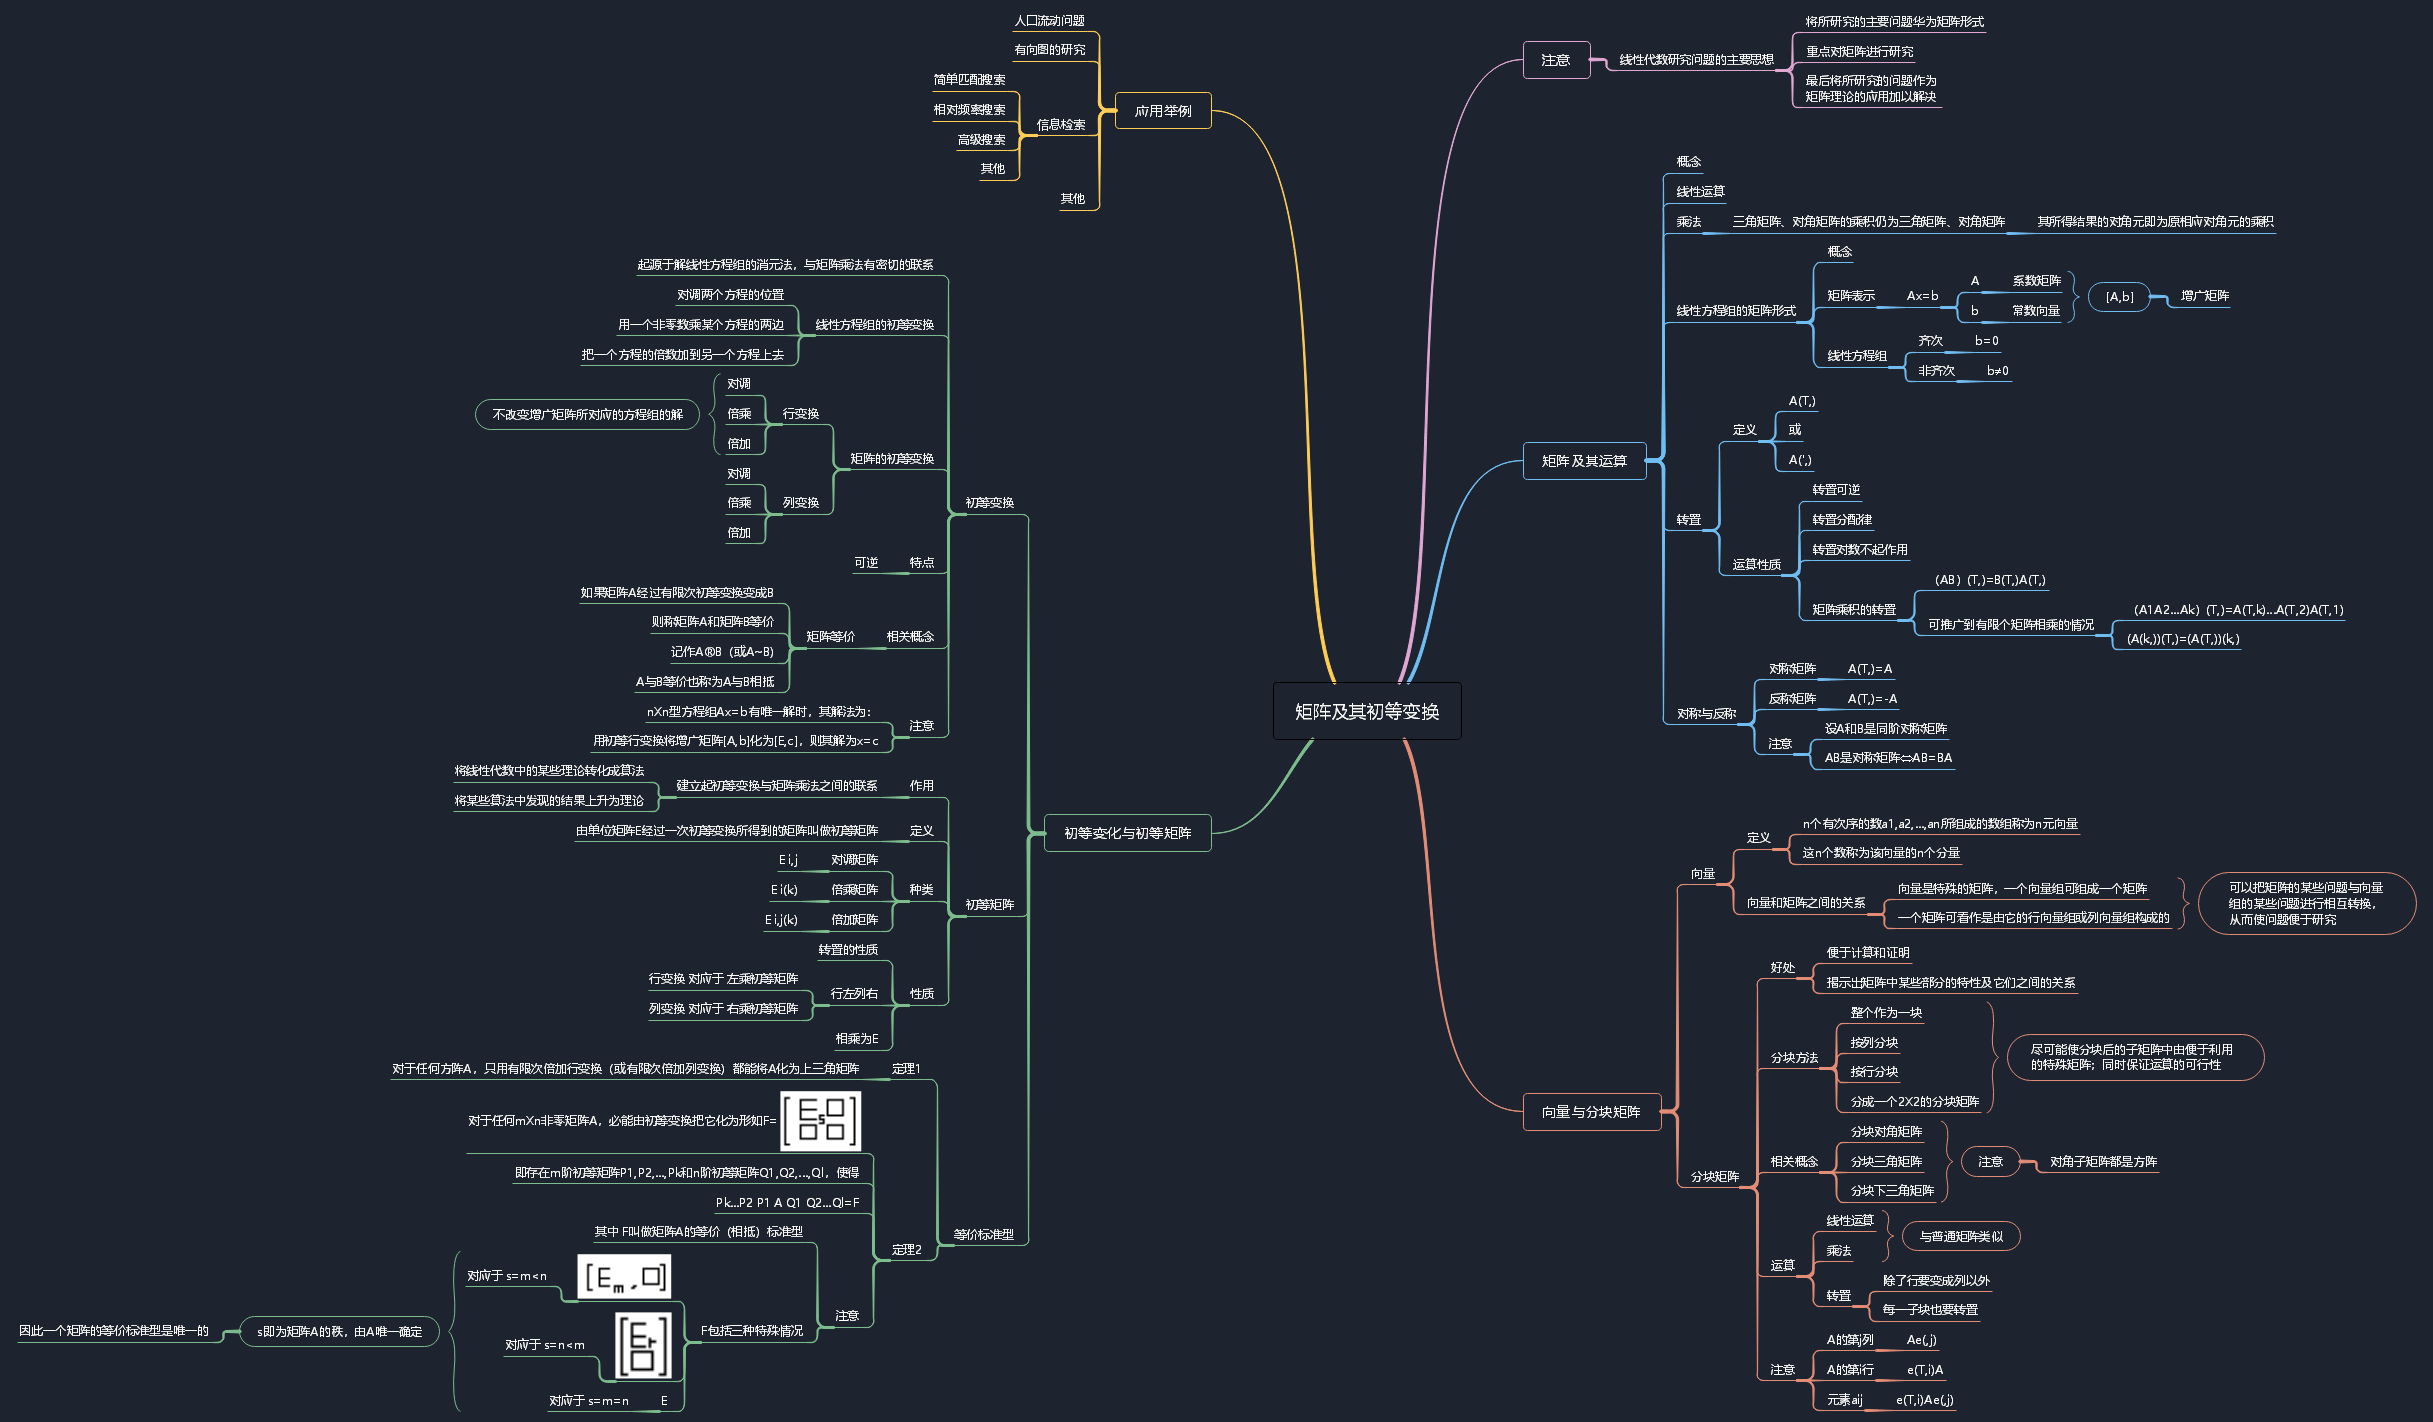 矩阵及其初等变换
注意
线性代数研究问题的主要思想
将所研究的主要问题华为矩阵形式
重点对矩阵进行研究
最后将所研究的问题作为
矩阵理论的应用加以解决
矩阵及其运算
概念
线性运算
乘法
三角矩阵、对角矩阵的乘积仍为三角矩阵、对角矩阵
其所得结果的对角元即为原相应对角元的乘积
线性方程组的矩阵形式
概念
矩阵表示
Ax=b
A
系数矩阵
b
常数向量
[A,b]
增广矩阵
线性方程组
齐次
b=0
非齐次
b≠0
转置
定义
A(T,)
或
A(',)
运算性质
转置可逆
转置分配律
转置对数不起作用
矩阵乘积的转置
（AB）(T,)=B(T,)A(T,)
可推广到有限个矩阵相乘的情况
（A1A2...Ak）(T,)=A(T,k)...A(T,2)A(T,1)
(A(k,))(T,)=(A(T,))(k,)
对称与反称
对称矩阵
A(T,)=A
反称矩阵
A(T,)=-A
注意
设A和B是同阶对称矩阵
AB是对称矩阵⇔AB=BA
向量与分块矩阵
向量
定义
n个有次序的数a1,a2,...,an所组成的数组称为n元向量
这n个数称为该向量的n个分量
向量和矩阵之间的关系
向量是特殊的矩阵，一个向量组可组成一个矩阵
一个矩阵可看作是由它的行向量组或列向量组构成的
可以把矩阵的某些问题与向量
组的某些问题进行相互转换，
从而使问题便于研究
分块矩阵
好处
便于计算和证明
揭示出矩阵中某些部分的特性及它们之间的关系
分块方法
整个作为一块
按列分块
按行分块
分成一个2X2的分块矩阵
尽可能使分块后的子矩阵中由便于利用
的特殊矩阵；同时保证运算的可行性
相关概念
分块对角矩阵
分块三角矩阵
分块下三角矩阵
注意
对角子矩阵都是方阵
运算
线性运算
乘法
与普通矩阵类似
转置
除了行要变成列以外
每一子块也要转置
注意
A的第j列
Ae(,j)
A的第i行
e(T,i)A
元素aij
e(T,i)Ae(,j)
应用举例
人口流动问题
有向图的研究
信息检索
简单匹配搜索
相对频率搜索
高级搜索
其他
其他
初等变化与初等矩阵
初等变换
起源于解线性方程组的消元法，与矩阵乘法有密切的联系
线性方程组的初等变换
对调两个方程的位置
用一个非零数乘某个方程的两边
把一个方程的倍数加到另一个方程上去
矩阵的初等变换
行变换
对调
倍乘
倍加
不改变增广矩阵所对应的方程组的解
列变换
对调
倍乘
倍加
特点
可逆
相关概念
矩阵等价
如果矩阵A经过有限次初等变换变成B
则称矩阵A和矩阵B等价
记作A®B（或A~B)
A与B等价也称为A与B相抵
注意
nXn型方程组Ax=b有唯一解时，其解法为：
用初等行变换将增广矩阵[A,b]化为[E,c]，则其解为x=c
初等矩阵
作用
建立起初等变换与矩阵乘法之间的联系
将线性代数中的某些理论转化成算法
将某些算法中发现的结果上升为理论
定义
由单位矩阵E经过一次初等变换所得到的矩阵叫做初等矩阵
种类
对调矩阵
E i,j
倍乘矩阵
E i(k)
倍加矩阵
E i,j(k)
性质
转置的性质
行左列右
行变换 对应于 左乘初等矩阵
列变换 对应于 右乘初等矩阵
相乘为E
等价标准型
定理1
对于任何方阵A，只用有限次倍加行变换（或有限次倍加列变换）都能将A化为上三角矩阵
定理2
对于任何mXn非零矩阵A，必能由初等变换把它化为形如F=
[Es□
□□]
即存在m阶初等矩阵P1,P2,...,Pk和n阶初等矩阵Q1,Q2,...,Ql，使得
Pk...P2 P1 A Q1 Q2...Ql=F
注意
其中 F叫做矩阵A的等价（相抵）标准型
F包括三种特殊情况
[Em,□]
对应于 s=m<n
[Er
□]
对应于 s=n<m
E
对应于 s=m=n
s即为矩阵A的秩，由A唯一确定
因此一个矩阵的等价标准型是唯一的